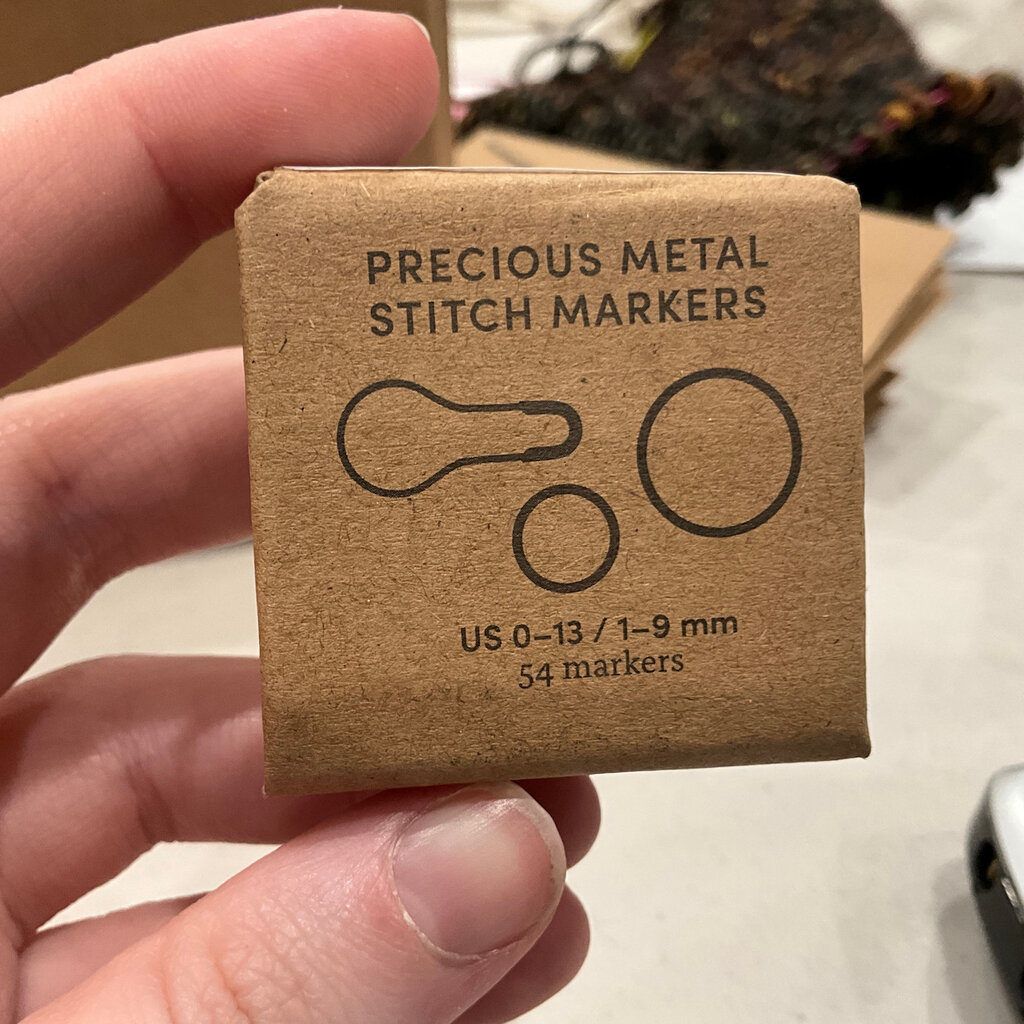 PRECIOUS METAL
STITCH MARKERS
US 0–13 / 1–9 mm
54 markers